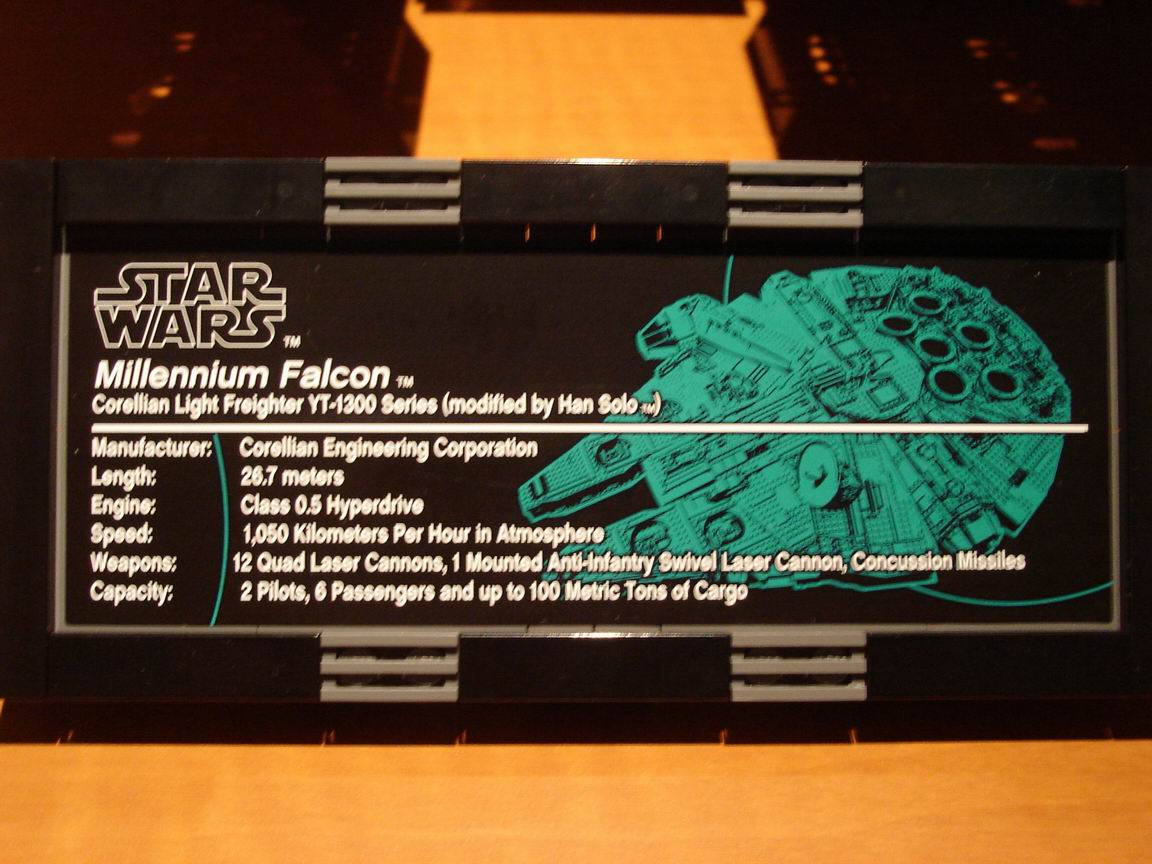 STAR
WARS TM
Millennium Falcon TM
Corellian Light Freighter YT-1300 Series (modified by Han Solo TM)
Manufacturer: Corellian Engineering Corporation
Length: 26.7 meters
Engine: Class 0.5 Hyperdrive
Speed: 1,050 Kilometers Per Hour in Atmosphere
Weapons: 12 Quad Laser Cannons, 1 Mounted Anti-Infantry Swivel Laser Cannon, Concussion Missiles
Capacity: 2 Pilots, 6 Passengers and up to 100 Metric Tons of Cargo